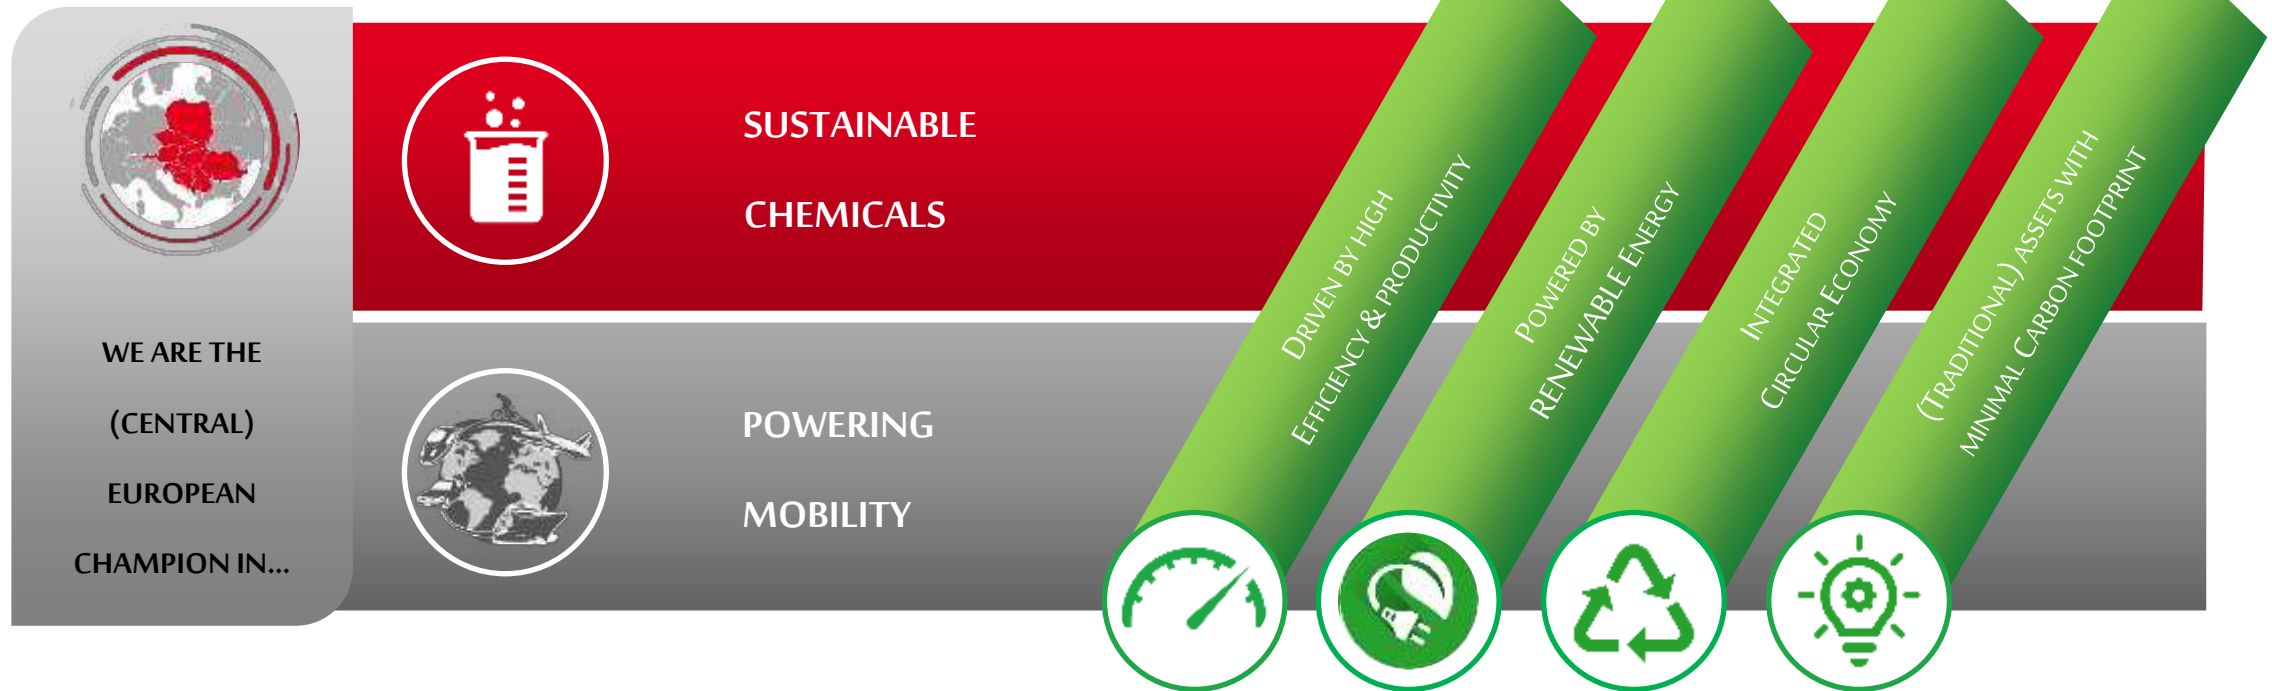 WE ARE THE
(CENTRAL)
EUROPEAN
CHAMPION IN...
SUSTAINABLE
CHEMICALS
POWERING
MOBILITY
DRIVEN BY HIGH
EFFICIENCY & PRODUCTIVITY
POWERED BY
RENEWABLE ENERGY
INTEGRATED
CIRCULAR ECONOMY
(TRADITIONAL) ASSETS WITH
MINIMAL CARBON FOOTPRINT